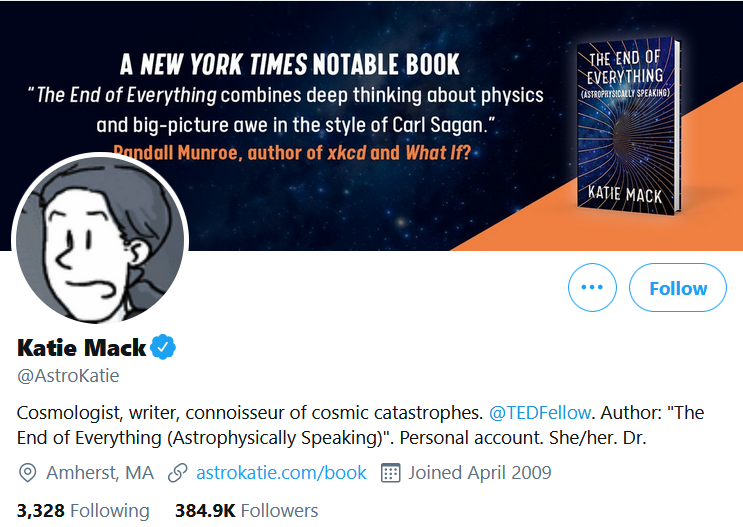 A NEW YORK TIMES NOTABLE BOOK
“The End of Everything combines deep thinking about physics
and big-picture awe in the style of Carl Sagan.”
Randall Munroe, author of xkcd and What If?
THE END OF
EVERYTHING
(ASTROPHYSICALLY SPEAKING)
KATIE MACK
Follow
Katie Mack
@AstroKatie
Cosmologist, writer, connoisseur of cosmic catastrophes. @TEDFellow. Author: "The
End of Everything (Astrophysically Speaking)". Personal account. She/her. Dr.
Amherst, MA astrokatie.com/book Joined April 2009
3,328 Following 384.9K Followers